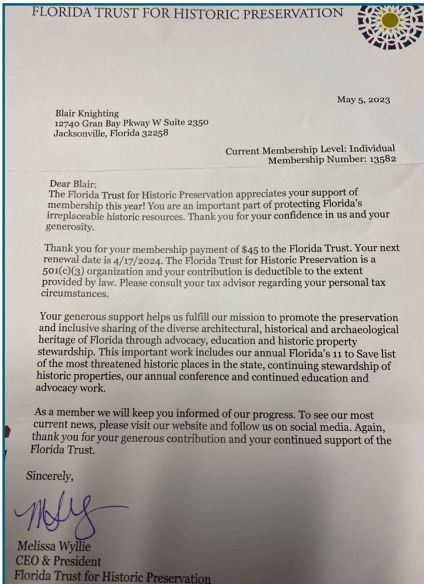 FLORIDA TRUST FOR HISTORIC PRESERVATION
May 5, 2023
Blair Knighting
12740 Gran Bay Pkway W Suite 2350
Jacksonville, Florida 32258
Current Membership Level: Individual
Membership Number: 13582
Dear Blair:
The Florida Trust for Historic Preservation appreciates your support of
membership this year! You are an important part of protecting Florida's
irreplaceable historic resources. Thank you for your confidence in us and your
generosity.
Thank you for your membership payment of $45 to the Florida Trust. Your next
renewal date is 4/17/2024. The Florida Trust for Historic Preservation is a
501(c)(3) organization and your contribution is deductible to the extent
provided by law. Please consult your tax advisor regarding your personal tax
circumstances.
Your generous support helps us fulfill our mission to promote the preservation
and inclusive sharing of the diverse architectural, historical and archaeological
heritage of Florida through advocacy, education and historic property
stewardship. This important work includes our annual Florida's 11 to Save list
of the most threatened historic places in the state, continuing stewardship of
historic properties, our annual conference and continued education and
advocacy work.
As a member we will keep you informed of our progress. To see our most
current news, please visit our website and follow us on social media. Again,
thank you for your generous contribution and your continued support of the
Florida Trust.
Sincerely,
Melissa Wyllie
CEO & President
Florida Trust for Historic Preservation